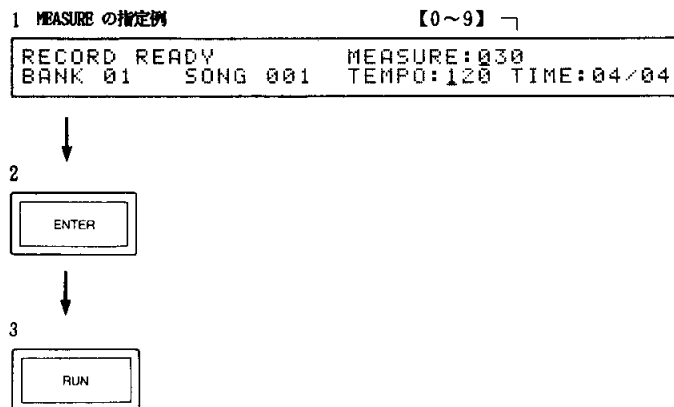 1 MEASURE の指定例 【0～9】
RECORD READY MEASURE:030
BANK 01 SONG 001 TEMPO:120 TIME:04/04
2
ENTER
3
RUN